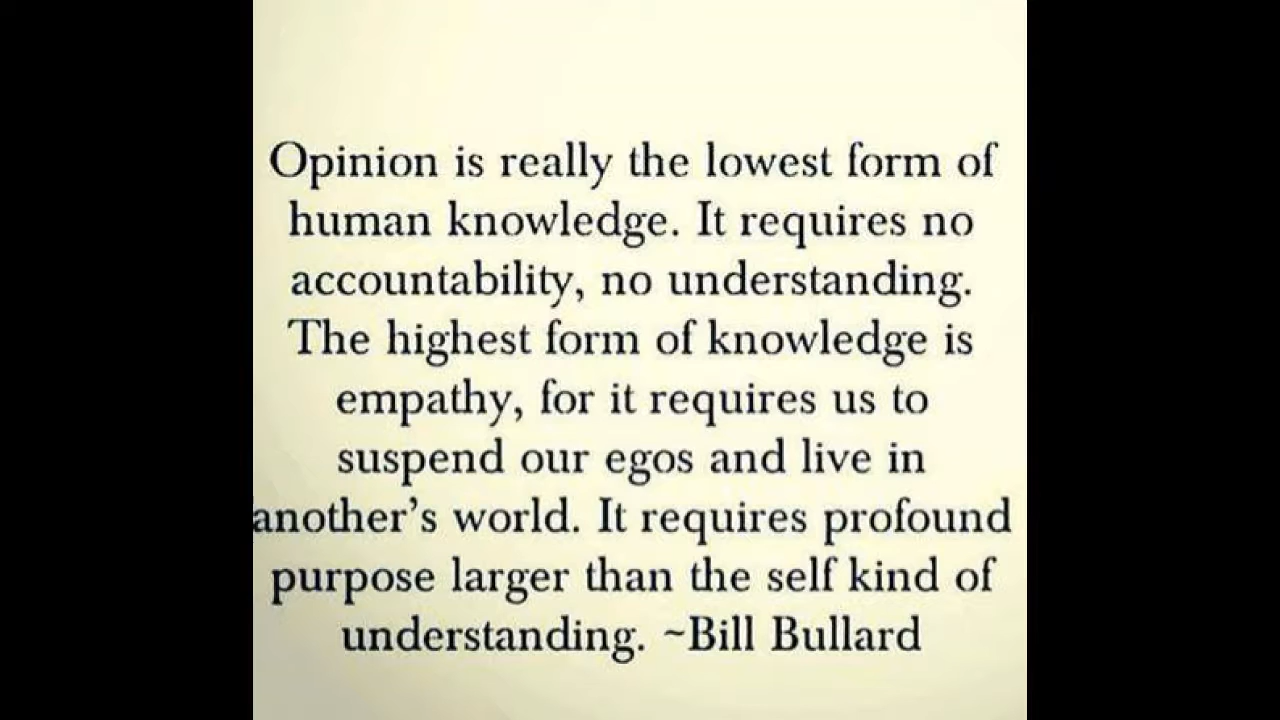 Opinion is really the lowest form of
human knowledge. It requires no
accountability, no understanding.
The highest form of knowledge is
empathy, for it requires us to
suspend our egos and live in
another's world. It requires profound
purpose larger than the self kind of
understanding. ~Bill Bullard